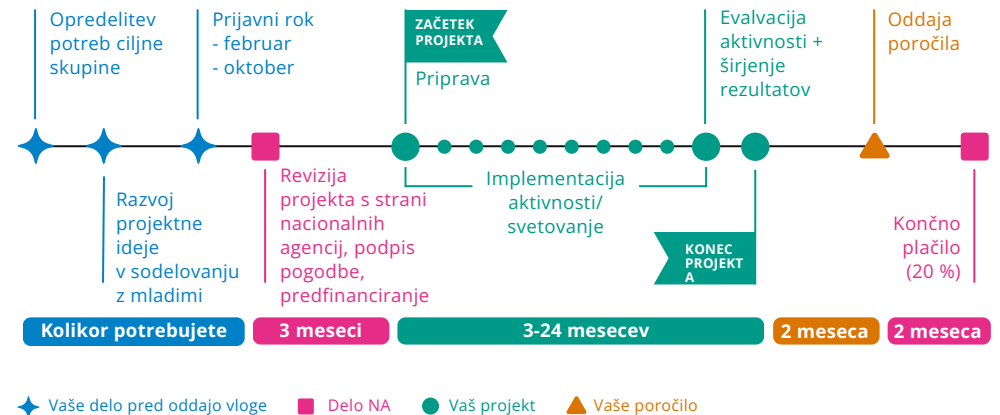 Opredelitev
potreb ciljne
skupine
Prijavni rok
- februar
- oktober
ZAČETEK
PROJEKTA
Priprava
Evalvacija
aktivnosti +
širjenje
rezultatov
Oddaja
poročila
Razvoj
projektne
ideje
v sodelovanju
z mladimi
Revizija
projekta s strani
nacionalnih
agencij, podpis
pogodbe,
predfinanciranje
Implementacija
aktivnosti/
svetovanje
KONEC
PROJEKT
A
Končno
plačilo
(20 %)
Kolikor potrebujete
3 meseci
3-24 mesecev
2 meseca
2 meseca
Vaše delo pred oddajo vloge
Delo NA
Vaš projekt
Vaše poročilo